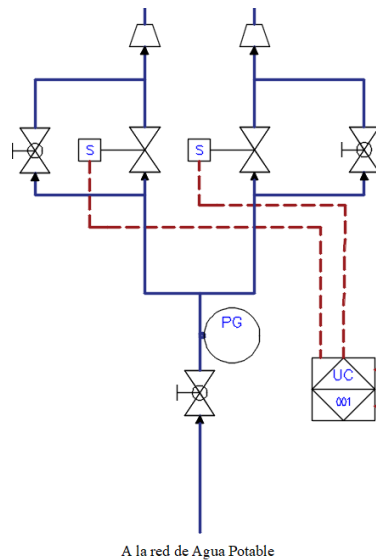 S
S
PG
UC
001
A la red de Agua Potable